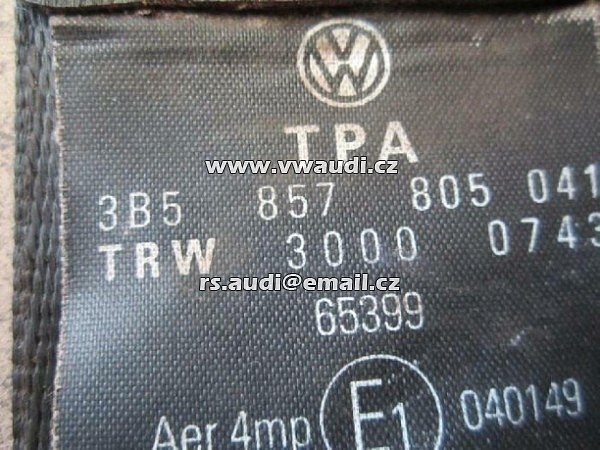 VW
TPA
www.vwaudi.cz
3B5 857 805 041
TRW 3000 0743
rs.audi@email.cz
65399
Aer 4mp E1 040149